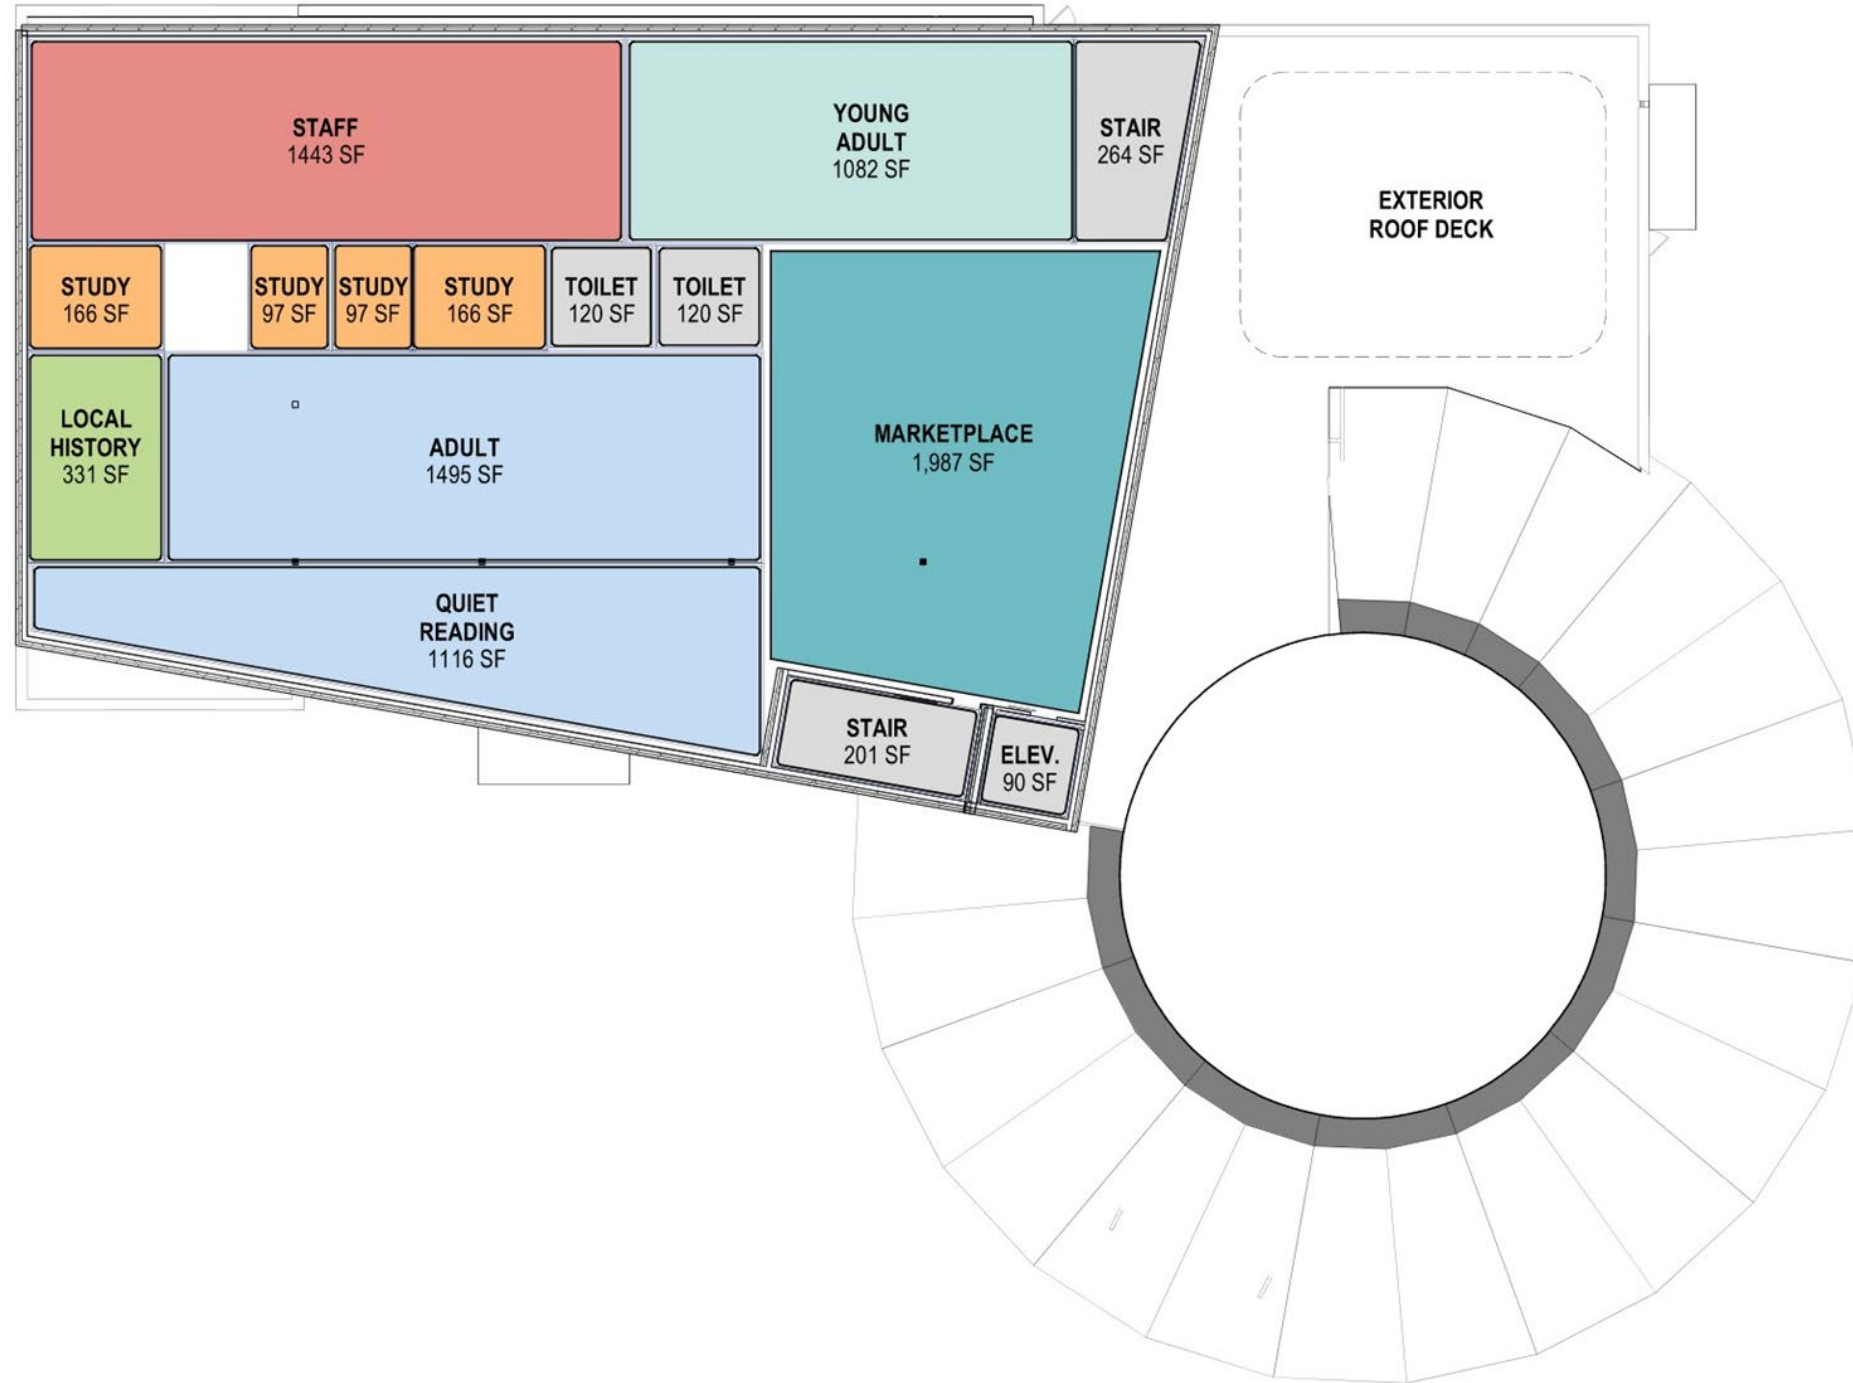 STAFF
1443 SF
YOUNG
ADULT
1082 SF
STAIR
264 SF
EXTERIOR
ROOF DECK
STUDY
166 SF
STUDY
97 SF
STUDY
97 SF
STUDY
166 SF
TOILET
120 SF
TOILET
120 SF
LOCAL
HISTORY
331 SF
ADULT
1495 SF
MARKETPLACE
1,987 SF
QUIET
READING
1116 SF
STAIR
201 SF
ELEV.
90 SF